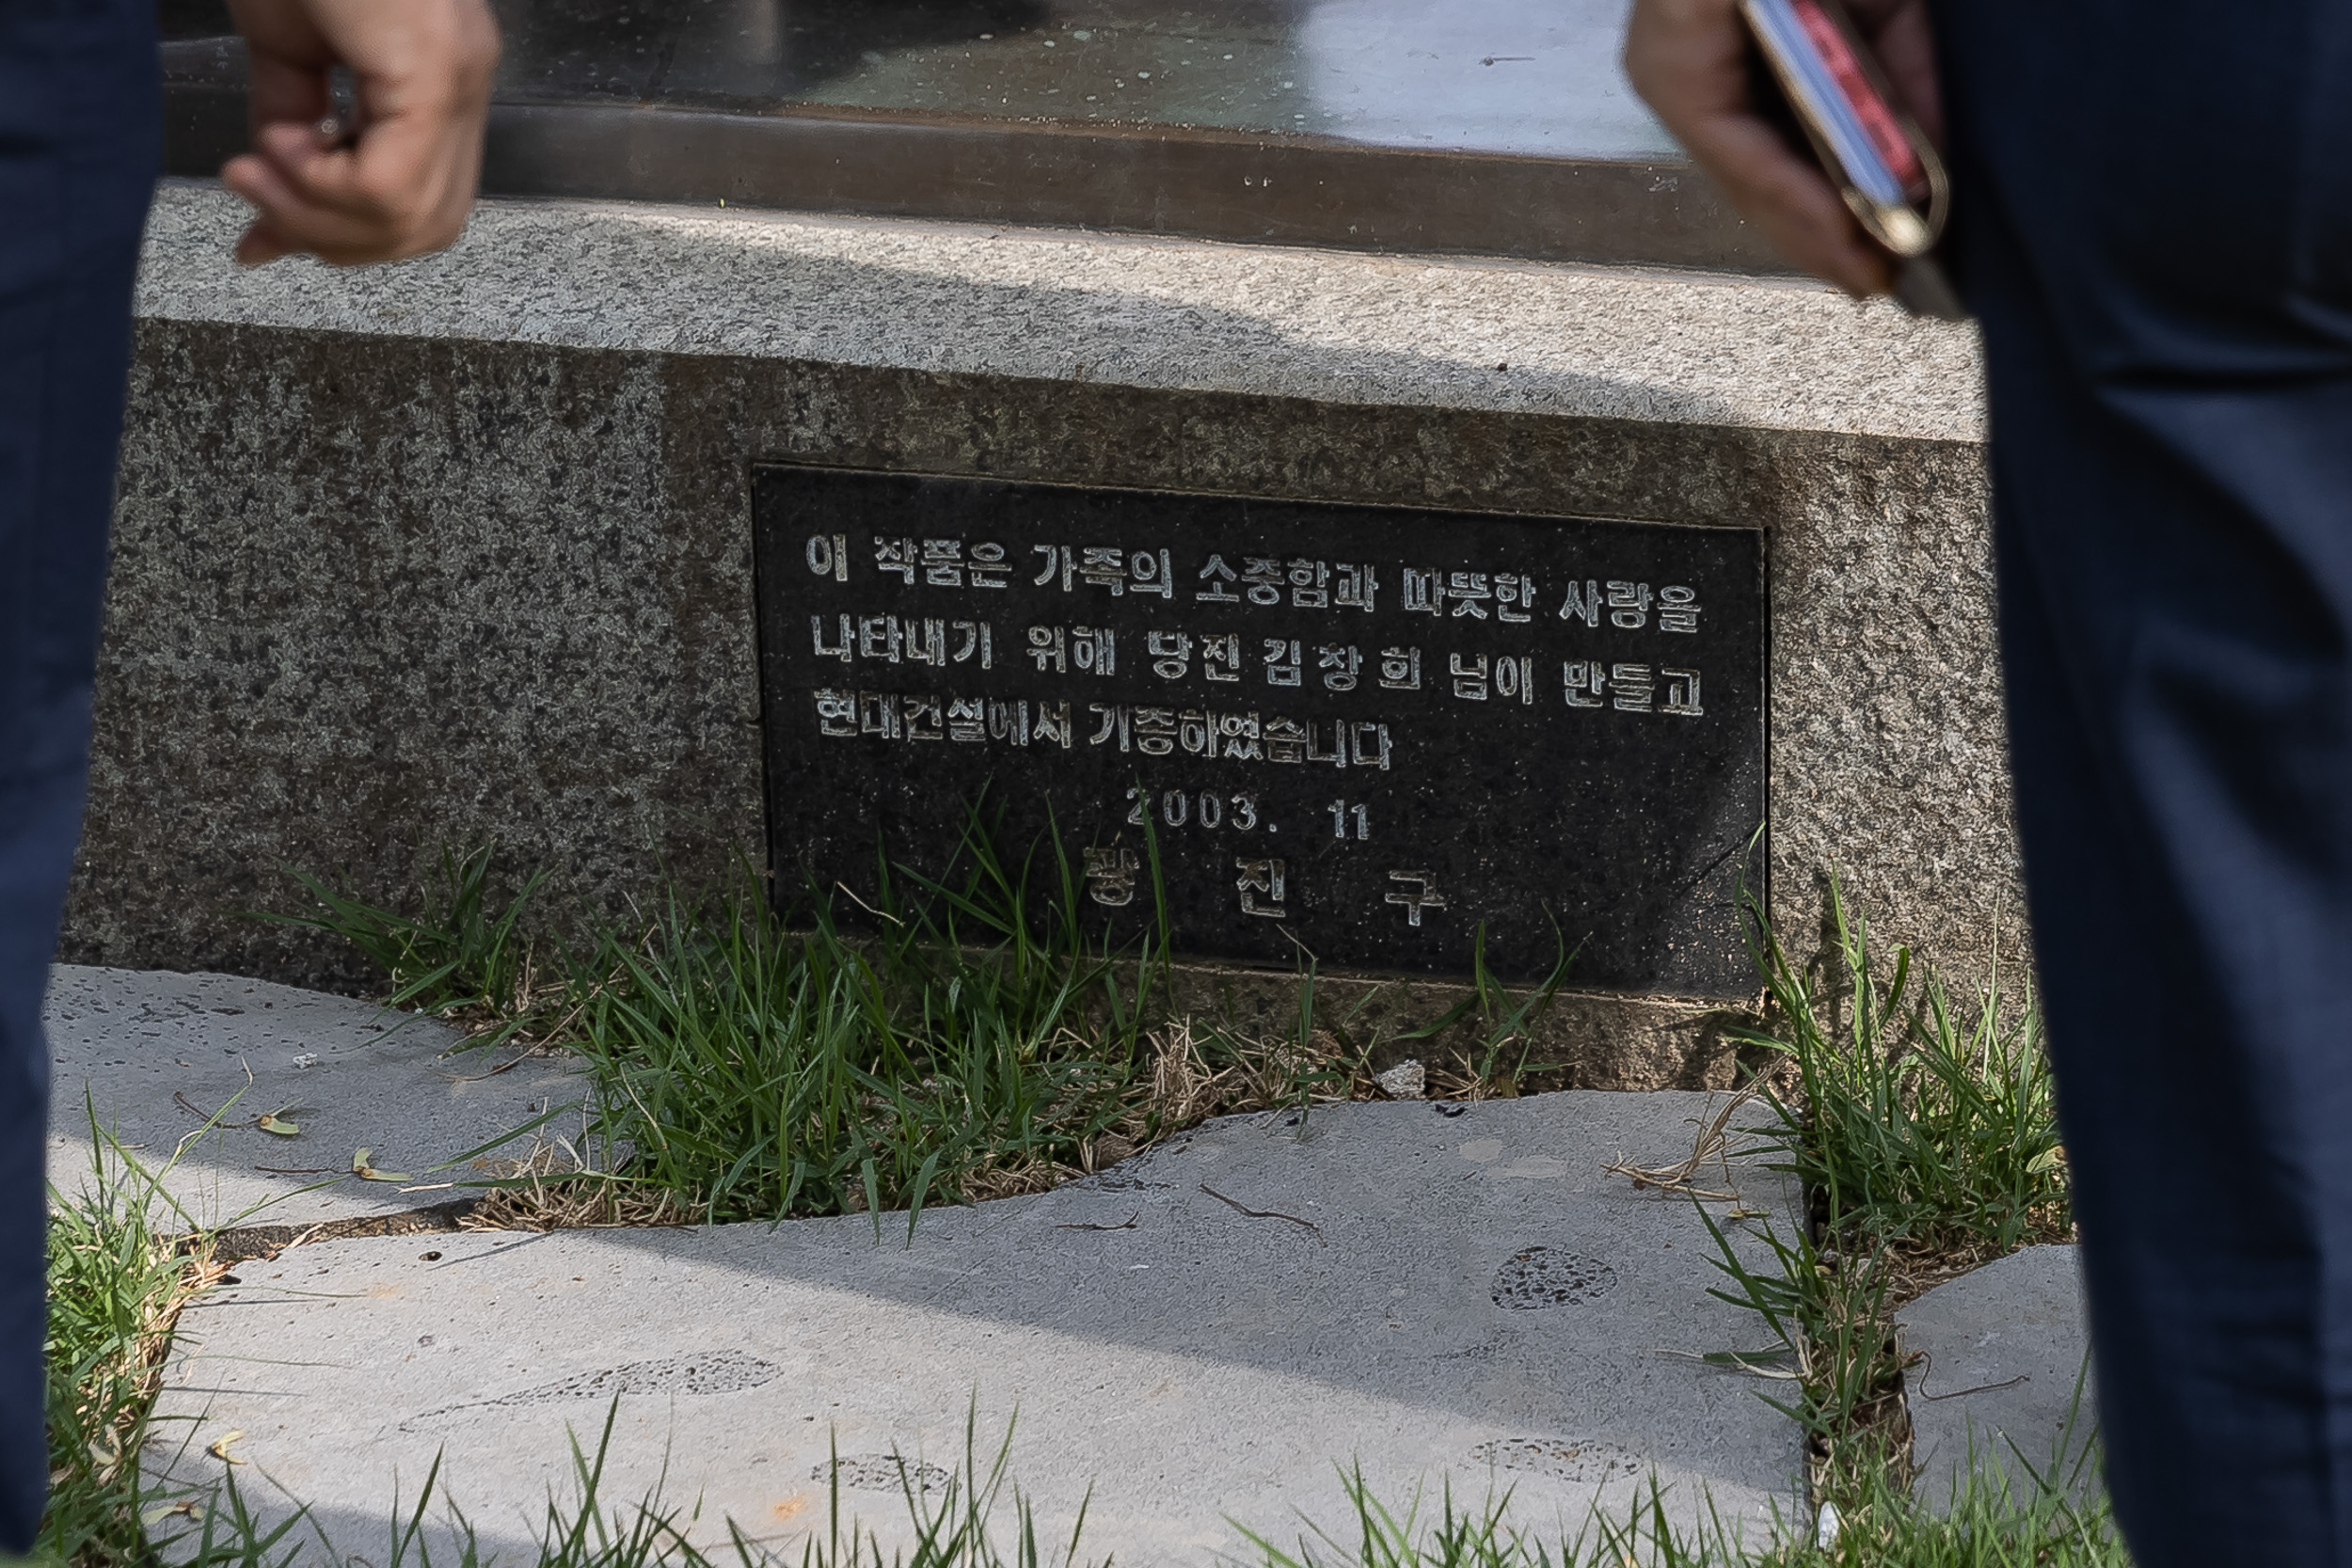 이 작품은 가족의 소중함과 따뜻한 사랑을
나타내기 위해 당진 김창희 님이 만들고
현대건설에서 기증하였습니다
2003. 11
광 진 구